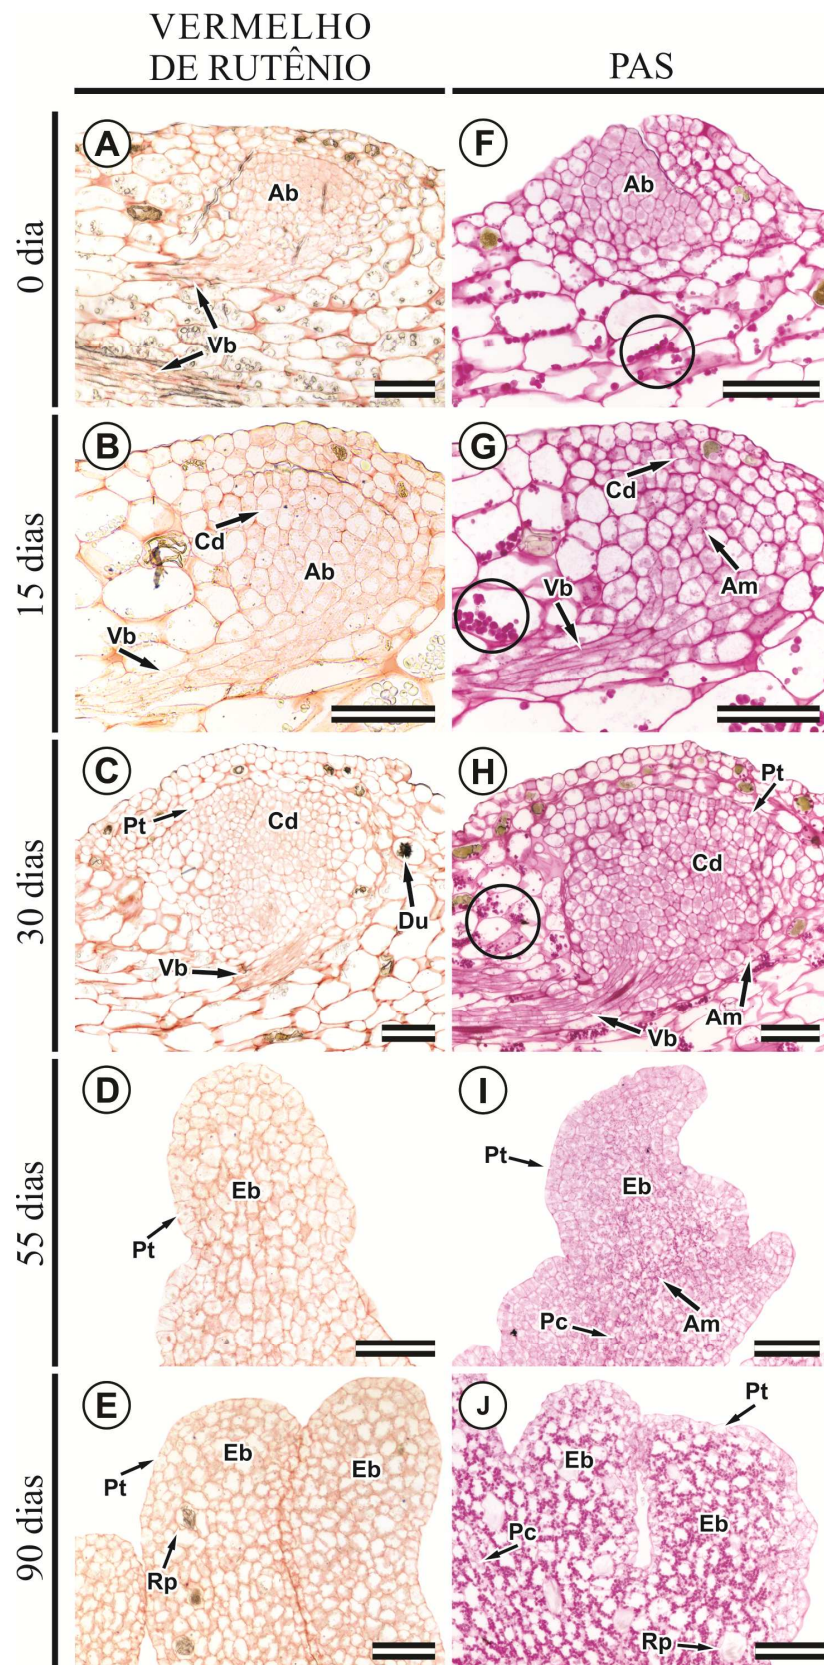 VERMELHO
DE RUTÊNIO
PAS
0 dia
A
Ab
Vb
F
Ab
15 dias
B
Cd
Ab
Vb
G
Cd
Am
Vb
30 dias
C
Pt
Cd
Du
Vb
H
Pt
Cd
Am
Vb
55 dias
D
Eb
Pt
I
Pt
Eb
Pc
Am
90 dias
E
Eb
Eb
Pt
Rp
J
Pt
Eb
Eb
Pc
Rp